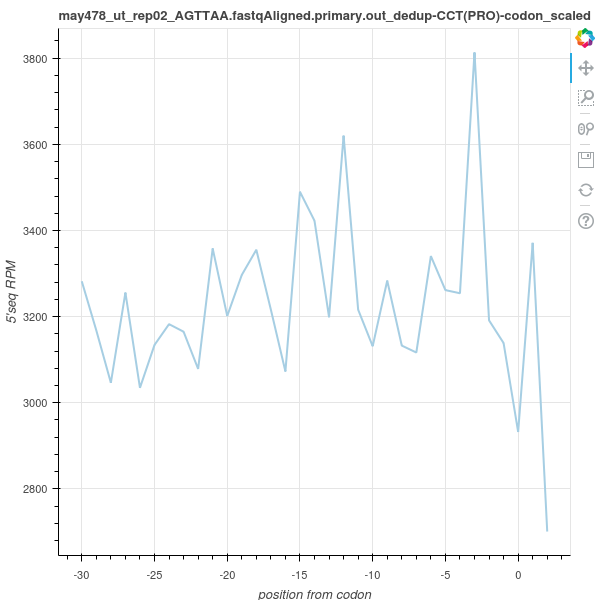 may478_ut_rep02_AGTTAA.fastqAligned.primary.out_dedup-CCT(PRO)-codon_scaled
3800
3600
3400
3200
3000
2800
5'seq RPM
-30 -25 -20 -15 -10 -5 0
position from codon